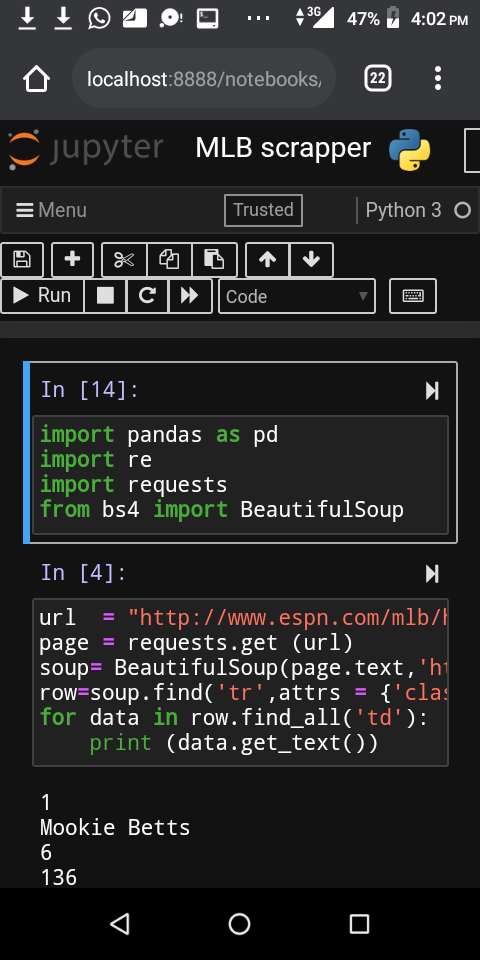 3G 47% 4:02 PM
localhost:8888/notebooks/
22
jupyter MLB scrapper
Menu Trusted Python 3
Run Code
In [14]:
import pandas as pd
import re
import requests
from bs4 import BeautifulSoup
In [4]:
url  = "http://www.espn.com/mlb/h
page = requests.get (url)
soup= BeautifulSoup(page.text,'ht
row=soup.find('tr',attrs = {'clas
for data in row.find_all('td'):
    print (data.get_text())
1
Mookie Betts
6
136